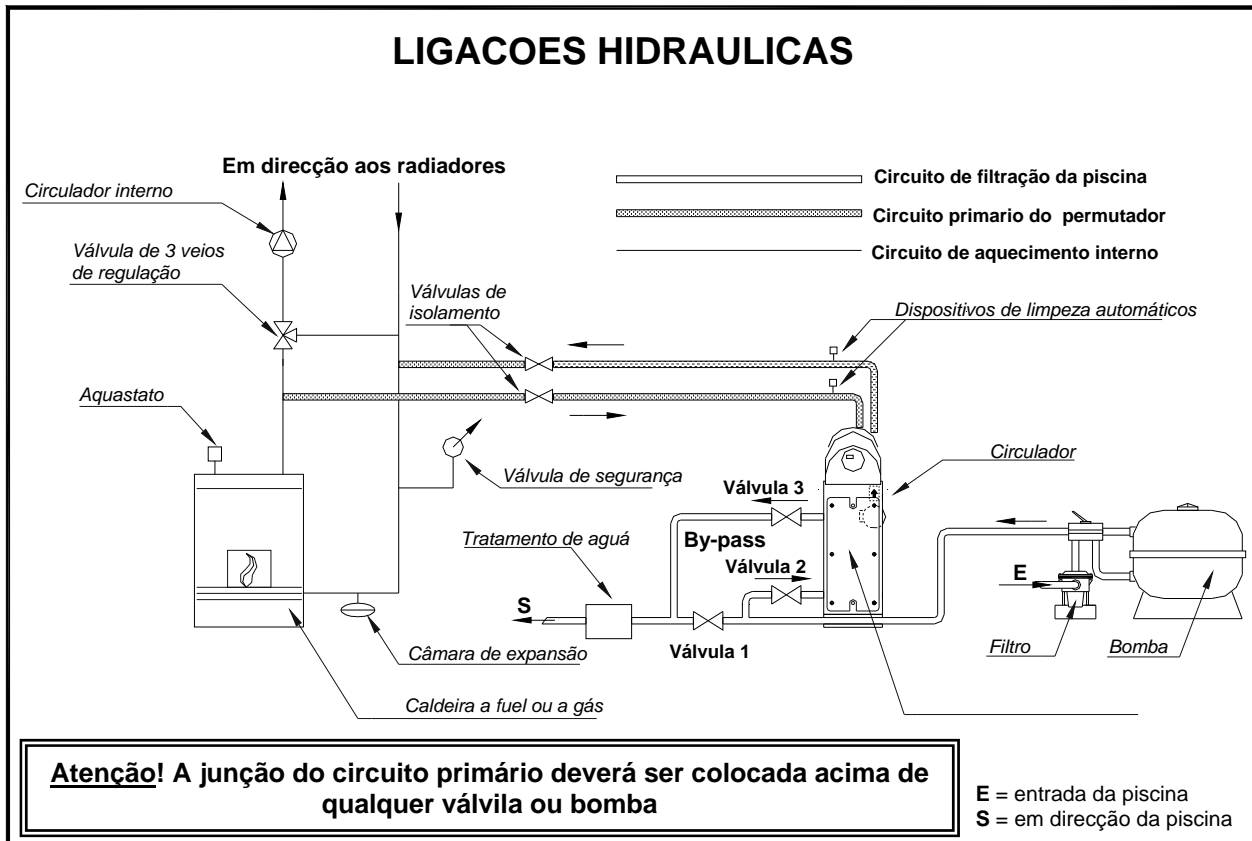 LIGACOES HIDRAULICAS
Em direcção aos radiadores
Circulador interno
Válvula de 3 veios
de regulação
Circuito de filtração da piscina
Circuito primario do permutador
Circuito de aquecimento interno
Válvulas de
isolamento
Dispositivos de limpeza automáticos
Aquastato
Válvula de segurança
Circulador
Válvula 3
By-pass
Tratamento de aguá
Válvula 2
E
S
Válvula 1
Câmara de expansão
Filtro
Bomba
Caldeira a fuel ou a gás
Atenção! A junção do circuito primário deverá ser colocada acima de
qualquer válvila ou bomba
E = entrada da piscina
S = em direcção da piscina